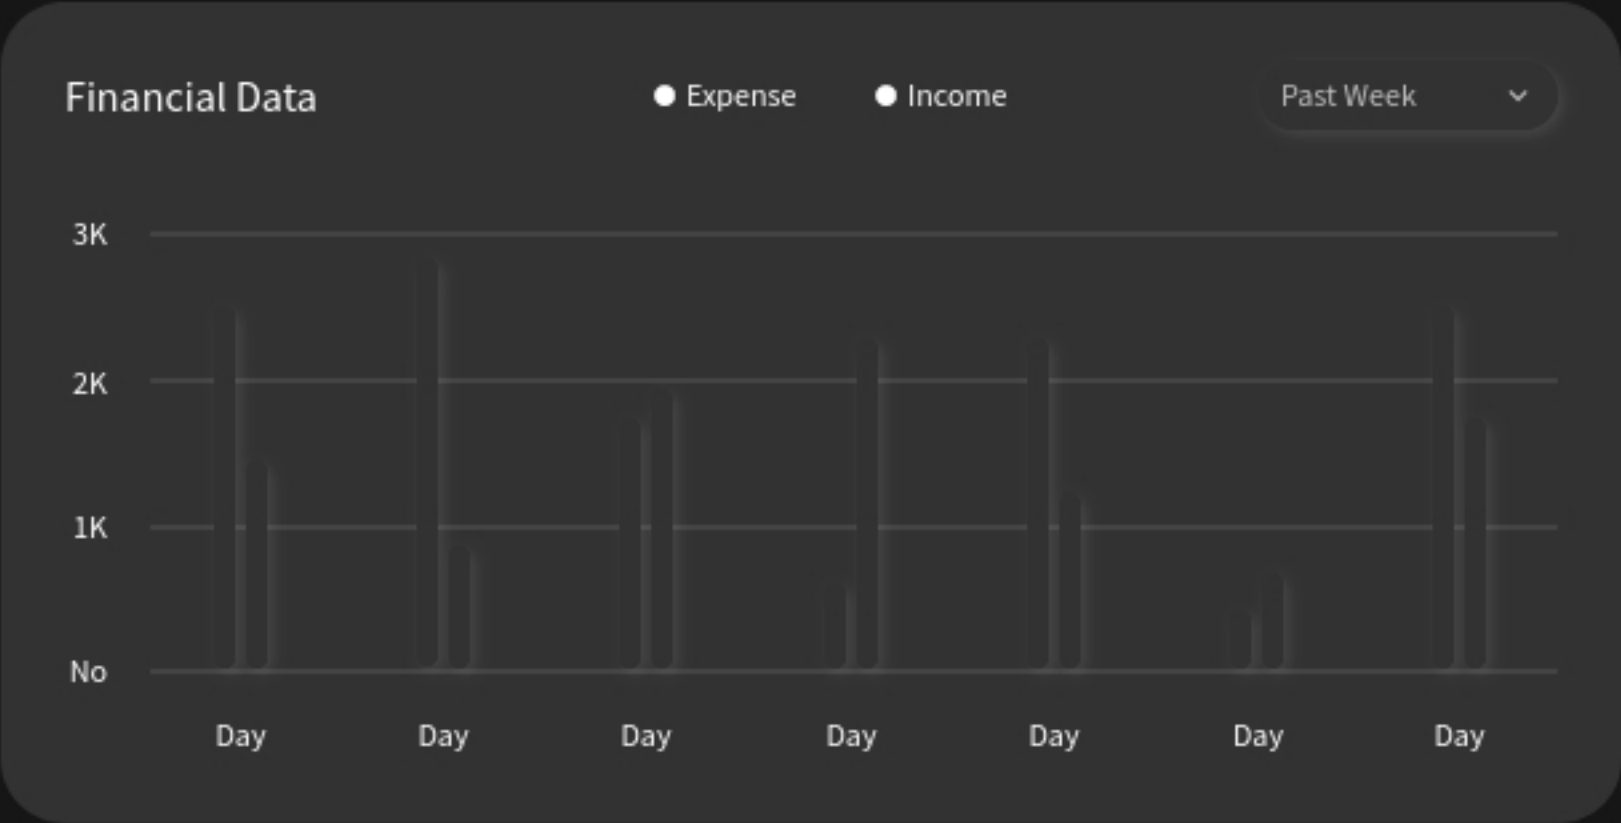 Financial Data
Expense
Income
Past Week
3K
2K
1K
No
Day Day Day Day Day Day Day